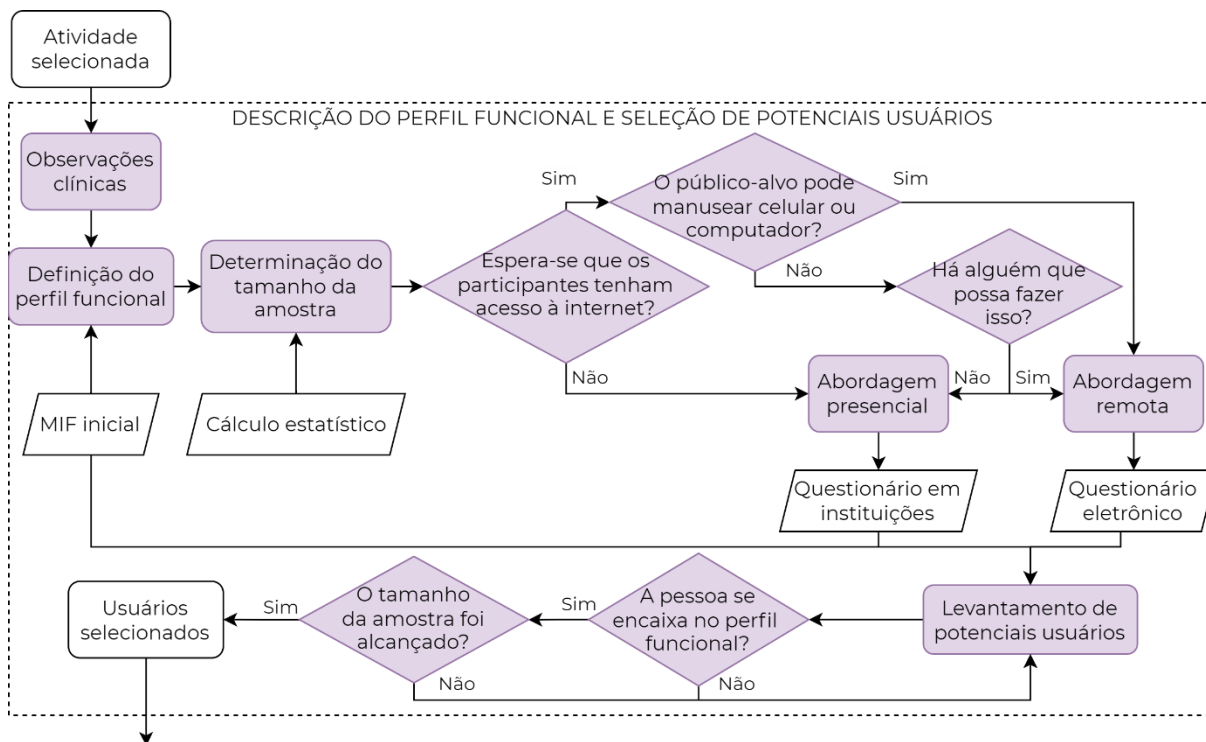 Atividade
selecionada
DESCRIÇÃO DO PERFIL FUNCIONAL E SELEÇÃO DE POTENCIAIS USUÁRIOS
Observações
clínicas
Definição do
perfil funcional
MIF inicial
Determinação do
tamanho da
amostra
Cálculo estatístico
Espera-se que os
participantes tenham
acesso à internet?
Sim
Não
O público-alvo pode
manusear celular ou
computador?
Sim
Não
Há alguém que
possa fazer
isso?
Não
Sim
Abordagem
presencial
Abordagem
remota
Questionário em
instituições
Questionário
eletrônico
Levantamento de
potenciais usuários
A pessoa se
encaixa no perfil
funcional?
Sim
Não
O tamanho
da amostra foi
alcançado?
Sim
Não
Usuários
selecionados